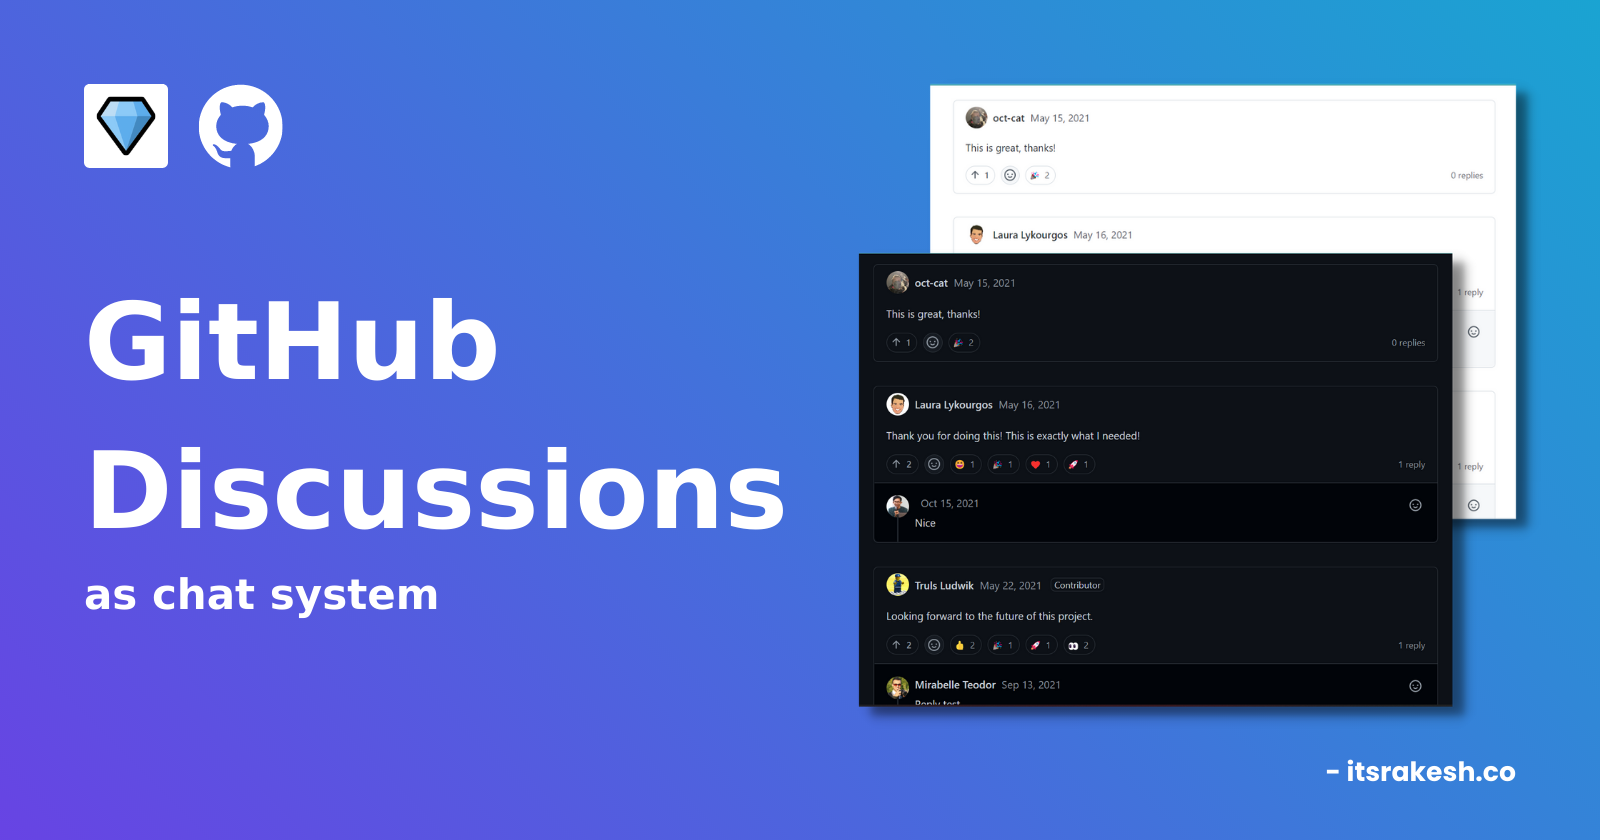 GitHub
Discussions
as chat system
oct-cat May 15, 2021
This is great, thanks!
1 2 0 replies
Laura Lykourgos May 16, 2021
1 reply
1 reply
oct-cat May 15, 2021
This is great, thanks!
1 2 0 replies
Laura Lykourgos May 16, 2021
Thank you for doing this! This is exactly what I needed!
2 1 1 1 1 1 reply
Oct 15, 2021
Nice
Truls Ludwik May 22, 2021 Contributor
Looking forward to the future of this project.
2 2 1 1 2 1 reply
Mirabelle Teodor Sep 13, 2021
Reply test
- itsrakesh.co